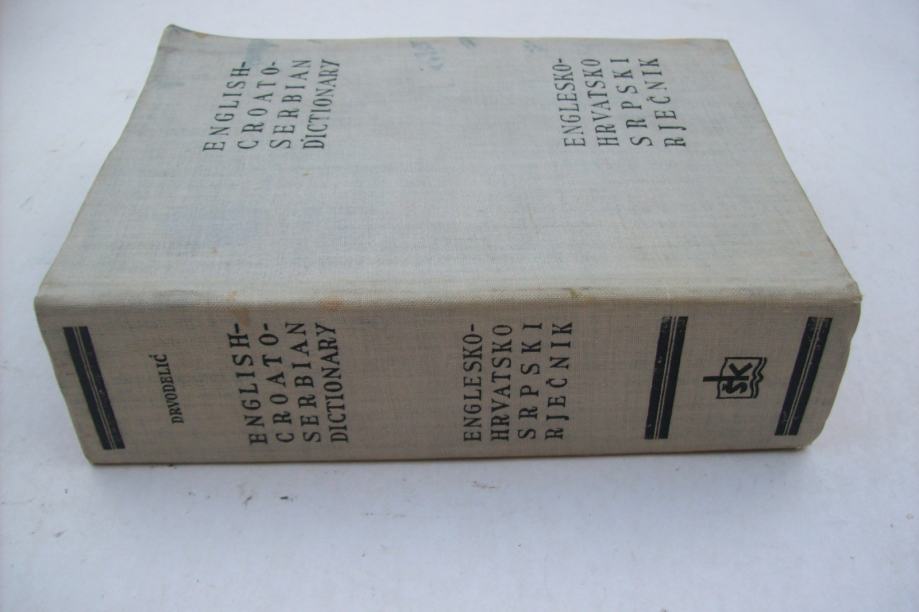 ENGLISH-
CROATO-
SERBIAN
DICTIONARY
ENGLESKO-
HRVATSKO
SRPSKI
RJEČNIK
DRVODELIĆ
ENGLISH-
CROATO-
SERBIAN
DICTIONARY
ENGLESKO-
HRVATSKO
SRPSKI
RJEČNIK
ŠK